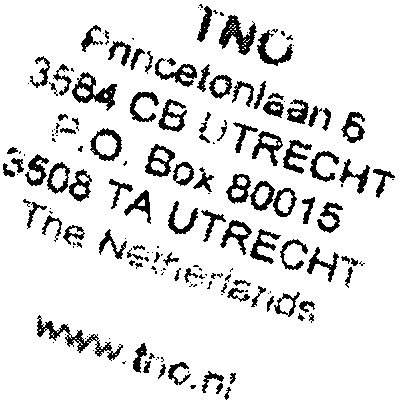 TNO
Princetonlaan 6
3584 CB UTRECHT
P.O. Box 80015
3508 TA UTRECHT
The Netherlands
www.tno.nl